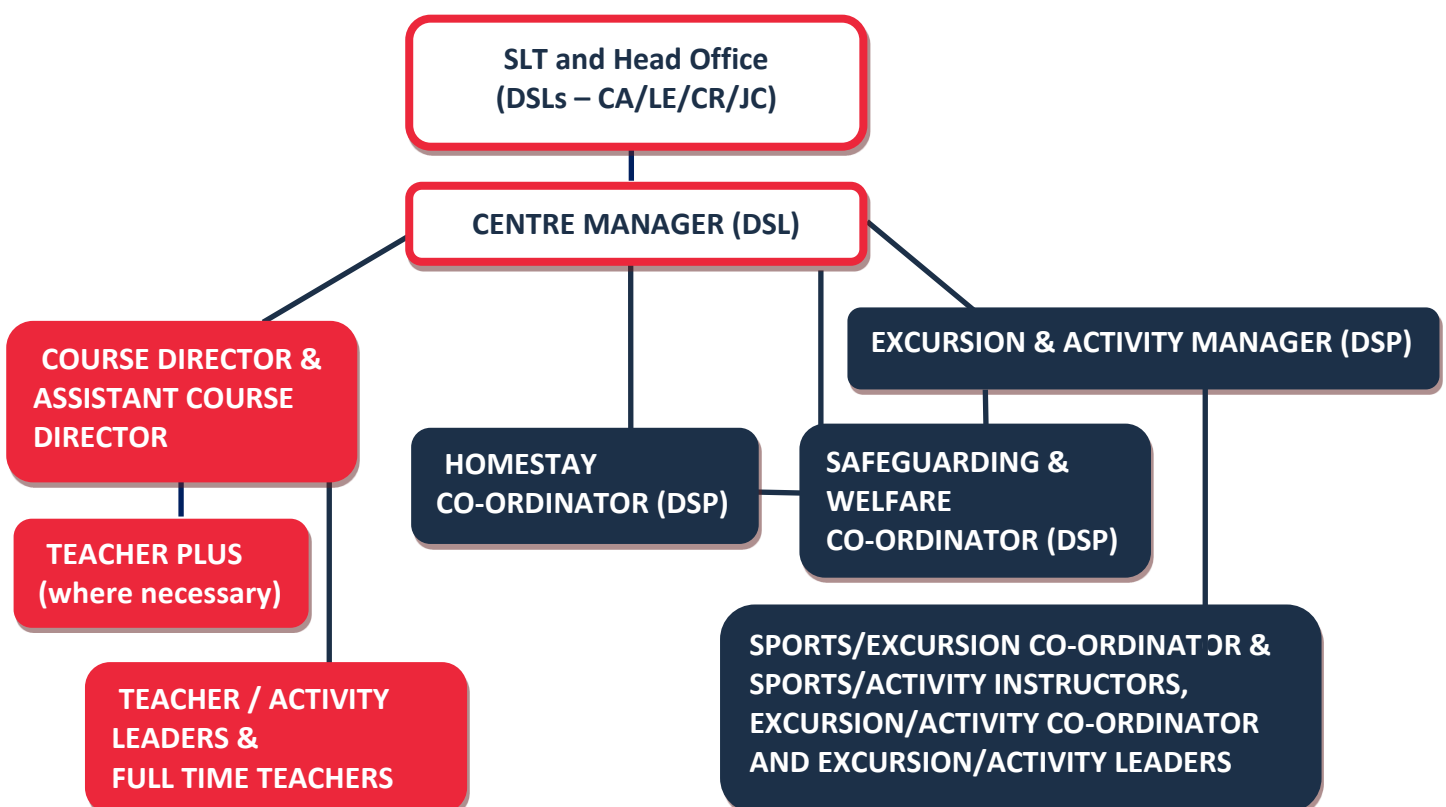 SLT and Head Office
(DSLs – CA/LE/CR/JC)
CENTRE MANAGER (DSL)
COURSE DIRECTOR &
ASSISTANT COURSE
DIRECTOR
EXCURSION & ACTIVITY MANAGER (DSP)
HOMESTAY
CO-ORDINATOR (DSP)
SAFEGUARDING &
WELFARE
CO-ORDINATOR (DSP)
TEACHER PLUS
(where necessary)
TEACHER / ACTIVITY
LEADERS &
FULL TIME TEACHERS
SPORTS/EXCURSION CO-ORDINATOR &
SPORTS/ACTIVITY INSTRUCTORS,
EXCURSION/ACTIVITY CO-ORDINATOR
AND EXCURSION/ACTIVITY LEADERS